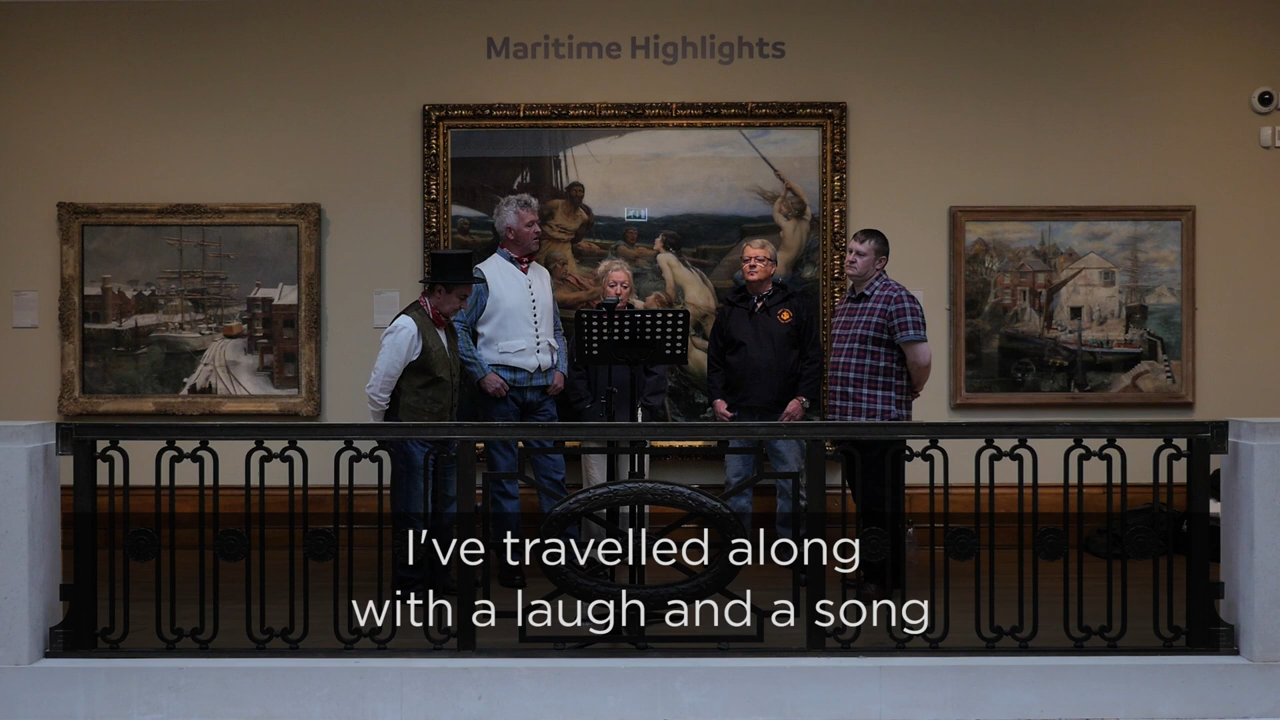 Maritime Highlights
I've travelled along
with a laugh and a song